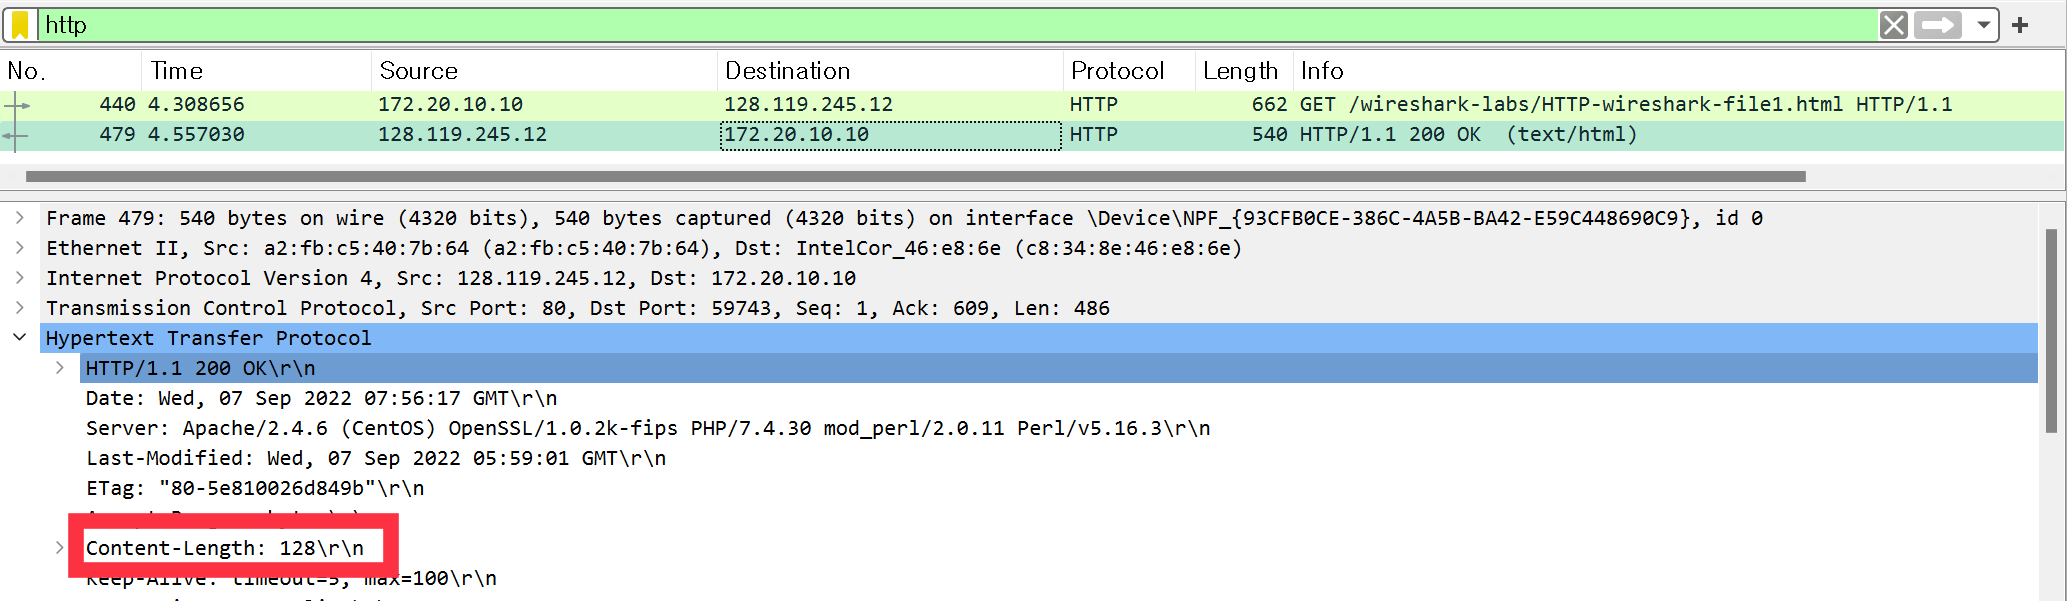 http
No. Time Source Destination Protocol Length Info
440 4.308656 172.20.10.10 128.119.245.12 HTTP 662 GET /wireshark-labs/HTTP-wireshark-file1.html HTTP/1.1
479 4.557030 128.119.245.12 172.20.10.10 HTTP 540 HTTP/1.1 200 OK (text/html)
Frame 479: 540 bytes on wire (4320 bits), 540 bytes captured (4320 bits) on interface \Device\NPF_{93CFB0CE-386C-4A5B-BA42-E59C448690C9}, id 0
Ethernet II, Src: a2:fb:c5:40:7b:64 (a2:fb:c5:40:7b:64), Dst: IntelCor_46:e8:6e (c8:34:8e:46:e8:6e)
Internet Protocol Version 4, Src: 128.119.245.12, Dst: 172.20.10.10
Transmission Control Protocol, Src Port: 80, Dst Port: 59743, Seq: 1, Ack: 609, Len: 486
Hypertext Transfer Protocol
HTTP/1.1 200 OK\r\n
Date: Wed, 07 Sep 2022 07:56:17 GMT\r\n
Server: Apache/2.4.6 (CentOS) OpenSSL/1.0.2k-fips PHP/7.4.30 mod_perl/2.0.11 Perl/v5.16.3\r\n
Last-Modified: Wed, 07 Sep 2022 05:59:01 GMT\r\n
ETag: "80-5e810026d849b"\r\n
Content-Length: 128\r\n
Keep-Alive: timeout=5, max=100\r\n